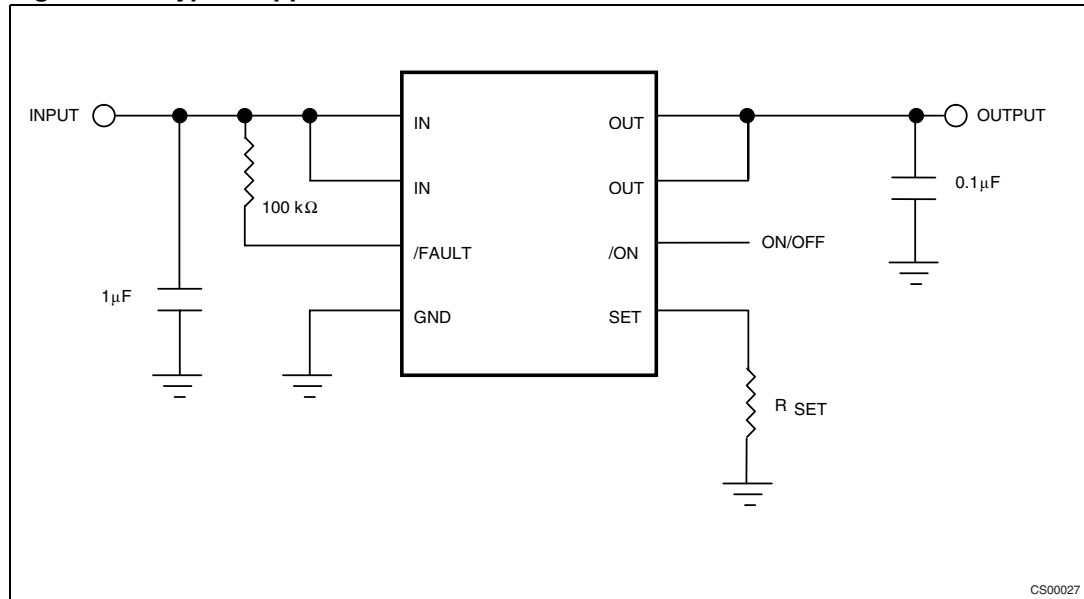 INPUT
IN
OUT
OUTPUT
IN
OUT
0.1μF
100 kΩ
/FAULT
/ON
ON/OFF
1μF
GND
SET
R SET
CS00027